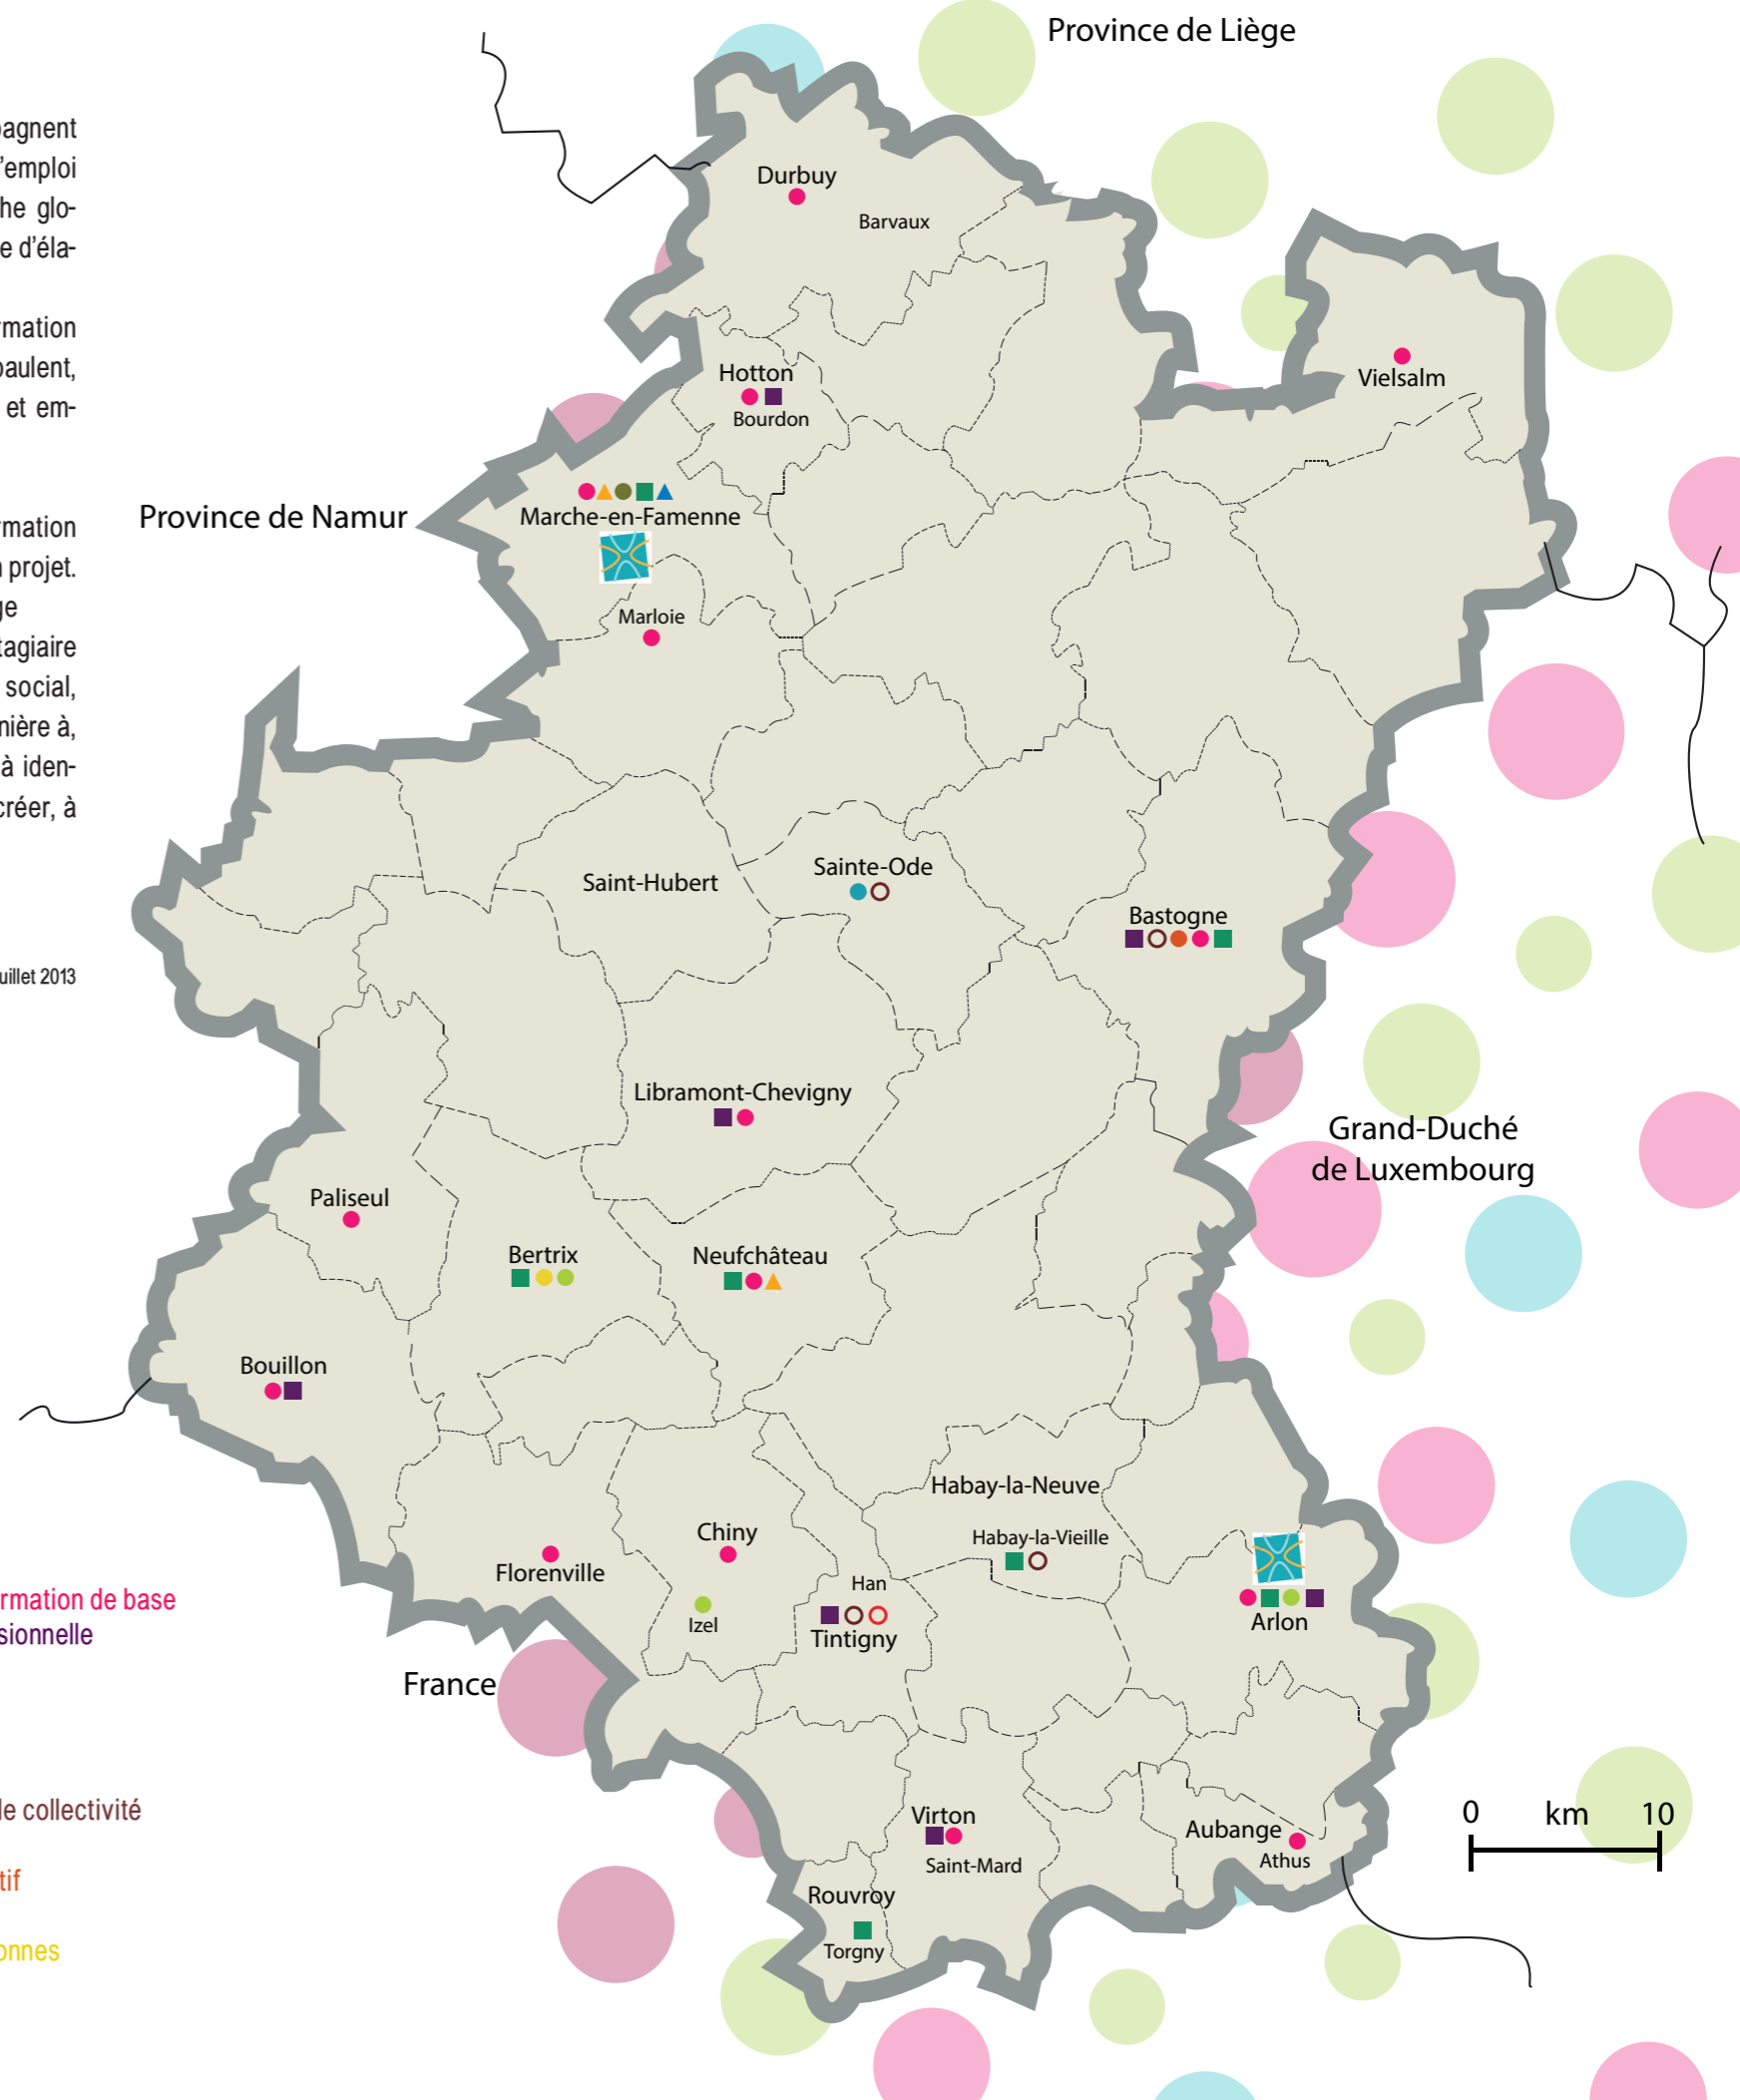 Province de Liège
agnent
'emploi
he glo-
e d'éla-
rmation
paulent,
et em-
rmation
projet.
ge
tagiaire
social,
nière à,
à iden-
créer, à
uillet 2013
Durbuy
Barvaux
Vielsalm
Hotton
Bourdon
Province de Namur
Marche-en-Famenne
Marloie
Saint-Hubert
Sainte-Ode
Bastogne
Libramont-Chevigny
Grand-Duché
de Luxembourg
Paliseul
Bertrix
Neufchâteau
Bouillon
Habay-la-Neuve
Chiny
Habay-la-Vieille
Florenville
Han
Izel
Tintigny
Arlon
France
rmation de base
sionnelle
le collectivité
tif
onnes
Virton
Saint-Mard
Aubange
Athus
Rouvroy
Torgny
0 km 10